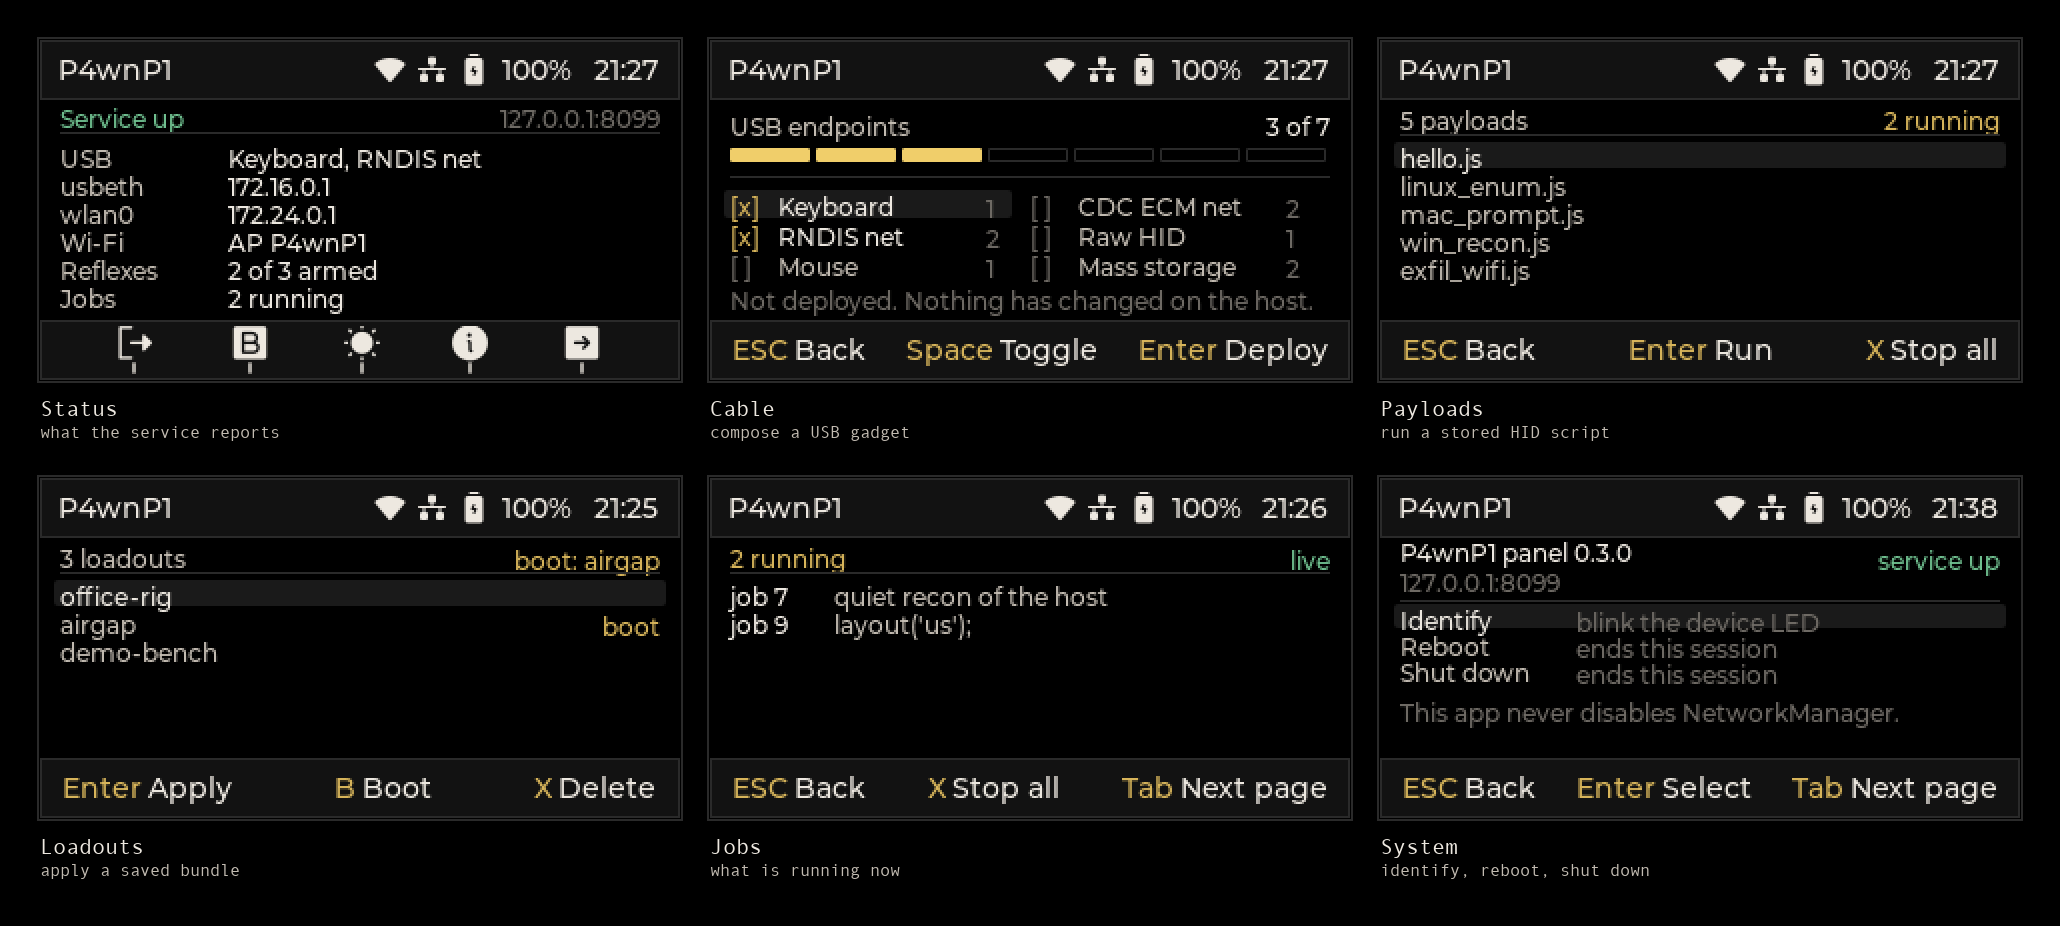 P4wnP1 100% 21:27
Service up 127.0.0.1:8099
USB Keyboard, RNDIS net
usbeth 172.16.0.1
wlan0 172.24.0.1
Wi-Fi AP P4wnP1
Reflexes 2 of 3 armed
Jobs 2 running
B i
Status
what the service reports
P4wnP1 100% 21:27
USB endpoints 3 of 7
[x] Keyboard 1 [ ] CDC ECM net 2
[x] RNDIS net 2 [ ] Raw HID 1
[ ] Mouse 1 [ ] Mass storage 2
Not deployed. Nothing has changed on the host.
ESC Back Space Toggle Enter Deploy
Cable
compose a USB gadget
P4wnP1 100% 21:27
5 payloads 2 running
hello.js
linux_enum.js
mac_prompt.js
win_recon.js
exfil_wifi.js
ESC Back Enter Run X Stop all
Payloads
run a stored HID script
P4wnP1 100% 21:25
3 loadouts boot: airgap
office-rig
airgap boot
demo-bench
Enter Apply B Boot X Delete
Loadouts
apply a saved bundle
P4wnP1 100% 21:26
2 running live
job 7 quiet recon of the host
job 9 layout('us');
ESC Back X Stop all Tab Next page
Jobs
what is running now
P4wnP1 100% 21:38
P4wnP1 panel 0.3.0 service up
127.0.0.1:8099
Identify blink the device LED
Reboot ends this session
Shut down ends this session
This app never disables NetworkManager.
ESC Back Enter Select Tab Next page
System
identify, reboot, shut down